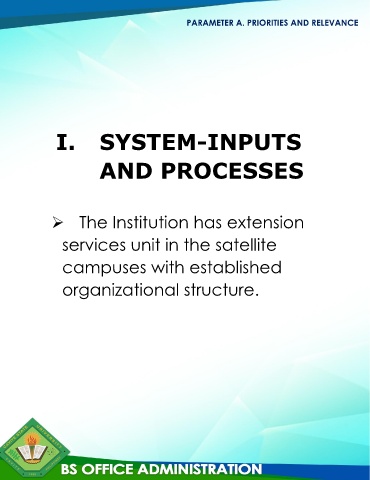 PARAMETER A. PRIORITIES AND RELEVANCE
I. SYSTEM-INPUTS
AND PROCESSES
➢ The Institution has extension
services unit in the satellite
campuses with established
organizational structure.
BS OFFICE ADMINISTRATION